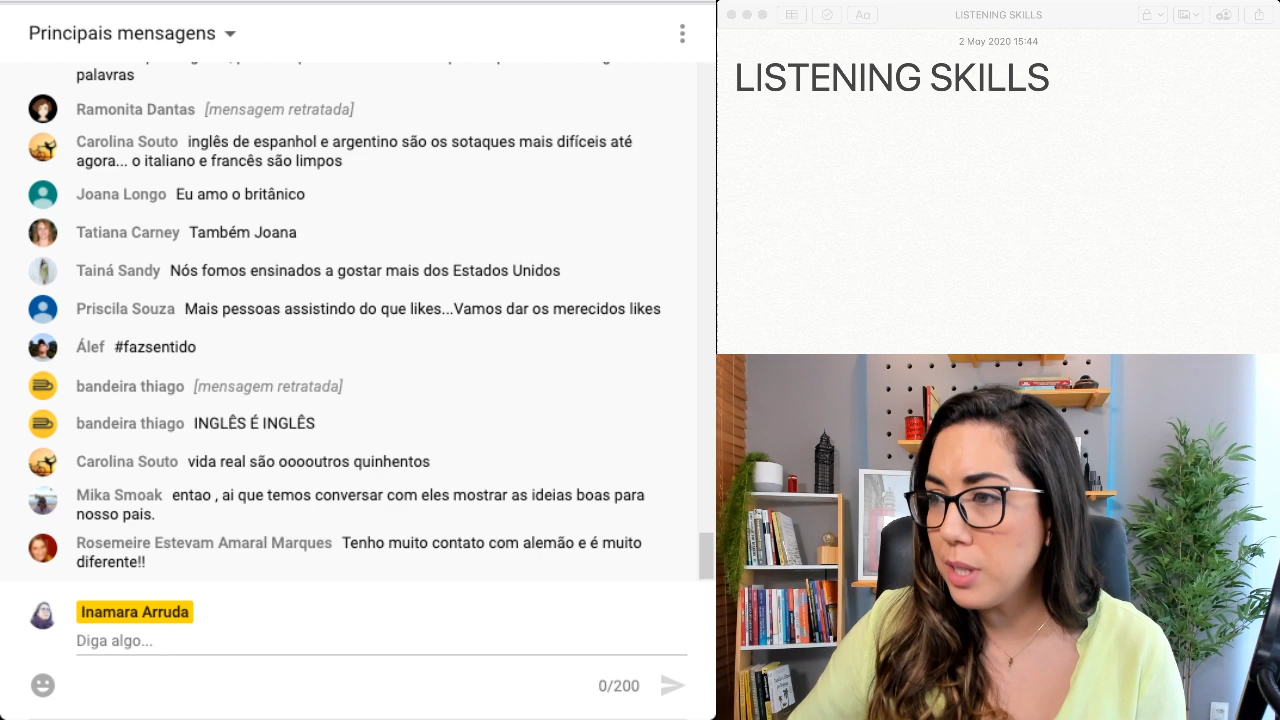 Principais mensagens
palavras
Ramonita Dantas [mensagem retratada]
Carolina Souto inglês de espanhol e argentino são os sotaques mais difíceis até
agora... o italiano e francês são limpos
Joana Longo Eu amo o britânico
Tatiana Carney Também Joana
Tainá Sandy Nós fomos ensinados a gostar mais dos Estados Unidos
Priscila Souza Mais pessoas assistindo do que likes...Vamos dar os merecidos likes
Álef #fazsentido
bandeira thiago [mensagem retratada]
bandeira thiago INGLÊS É INGLÊS
Carolina Souto vida real são ooooutros quinhentos
Mika Smoak entao , ai que temos conversar com eles mostrar as ideias boas para
nosso pais.
Rosemeire Estevam Amaral Marques Tenho muito contato com alemão e é muito
diferente!!
Inamara Arruda
Diga algo...
0/200
Aa
LISTENING SKILLS
2 May 2020 15:44
LISTENING SKILLS